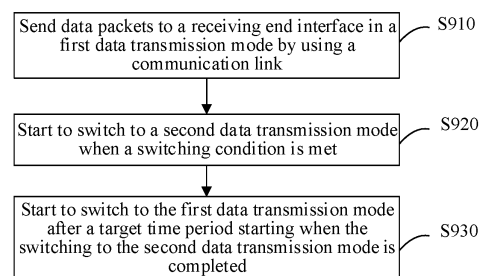 Send data packets to a receiving end interface in a
first data transmission mode by using a
communication link
S910
Start to switch to a second data transmission mode
when a switching condition is met
S920
Start to switch to the first data transmission mode
after a target time period starting when the
switching to the second data transmission mode is
completed
S930